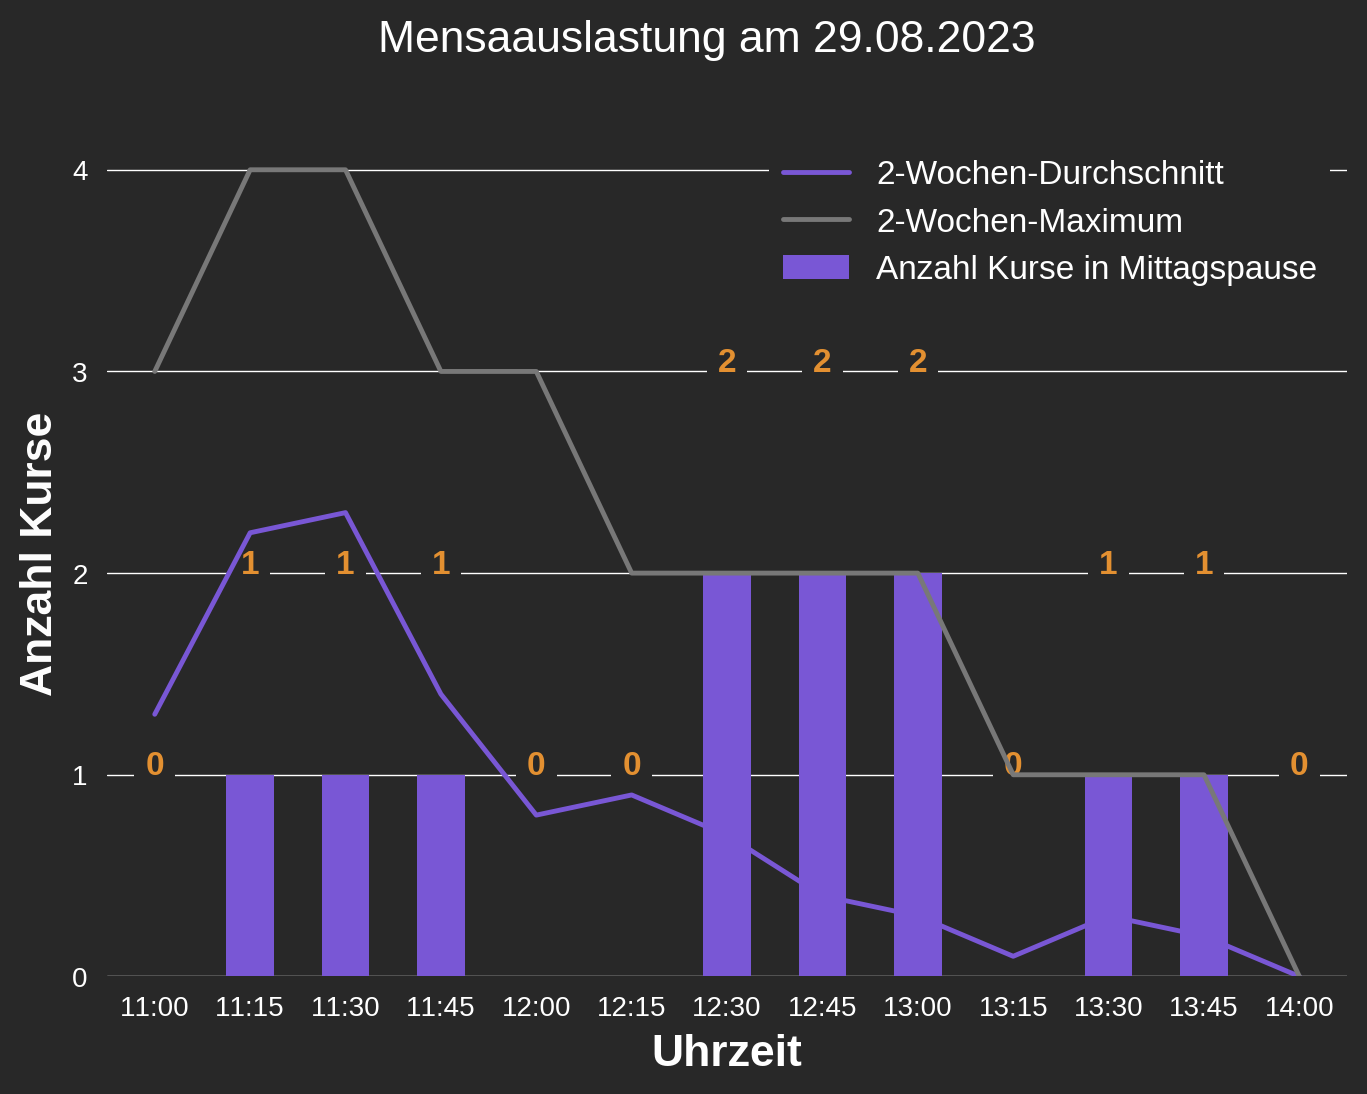 Mensaauslastung am 29.08.2023
2-Wochen-Durchschnitt
2-Wochen-Maximum
Anzahl Kurse in Mittagspause
Anzahl Kurse
4
3
2
1
0
2 2 2
1 1 1 1 1
0 0 0 0 0
11:00 11:15 11:30 11:45 12:00 12:15 12:30 12:45 13:00 13:15 13:30 13:45 14:00
Uhrzeit